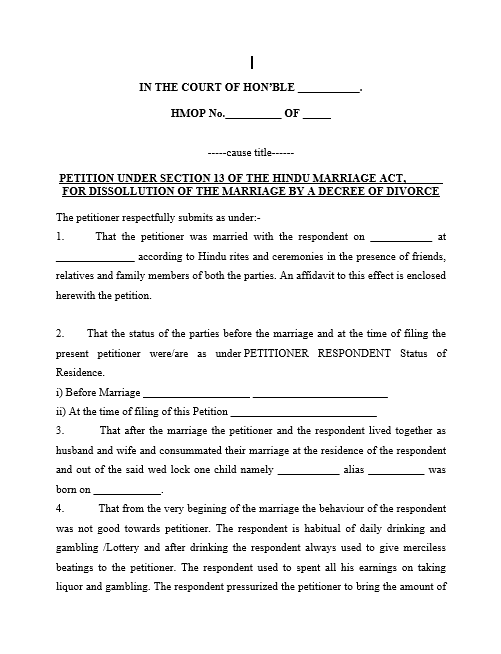 IN THE COURT OF HON'BLE ___________.
HMOP No.__________ OF _____
-----cause title------
PETITION UNDER SECTION 13 OF THE HINDU MARRIAGE ACT, ______
FOR DISSOLLUTION OF THE MARRIAGE BY A DECREE OF DIVORCE
The petitioner respectfully submits as under:-
1. That the petitioner was married with the respondent on ___________ at
______________ according to Hindu rites and ceremonies in the presence of friends,
relatives and family members of both the parties. An affidavit to this effect is enclosed
herewith the petition.
2. That the status of the parties before the marriage and at the time of filing the
present petitioner were/are as under PETITIONER RESPONDENT Status of
Residence.
i) Before Marriage ___________________ ________________________
ii) At the time of filing of this Petition __________________________
3. That after the marriage the petitioner and the respondent lived together as
husband and wife and consummated their marriage at the residence of the respondent
and out of the said wed lock one child namely ___________ alias __________ was
born on ____________.
4. That from the very begining of the marriage the behaviour of the respondent
was not good towards petitioner. The respondent is habitual of daily drinking and
gambling /Lottery and after drinking the respondent always used to give merciless
beatings to the petitioner. The respondent used to spent all his earnings on taking
liquor and gambling. The respondent pressurized the petitioner to bring the amount of